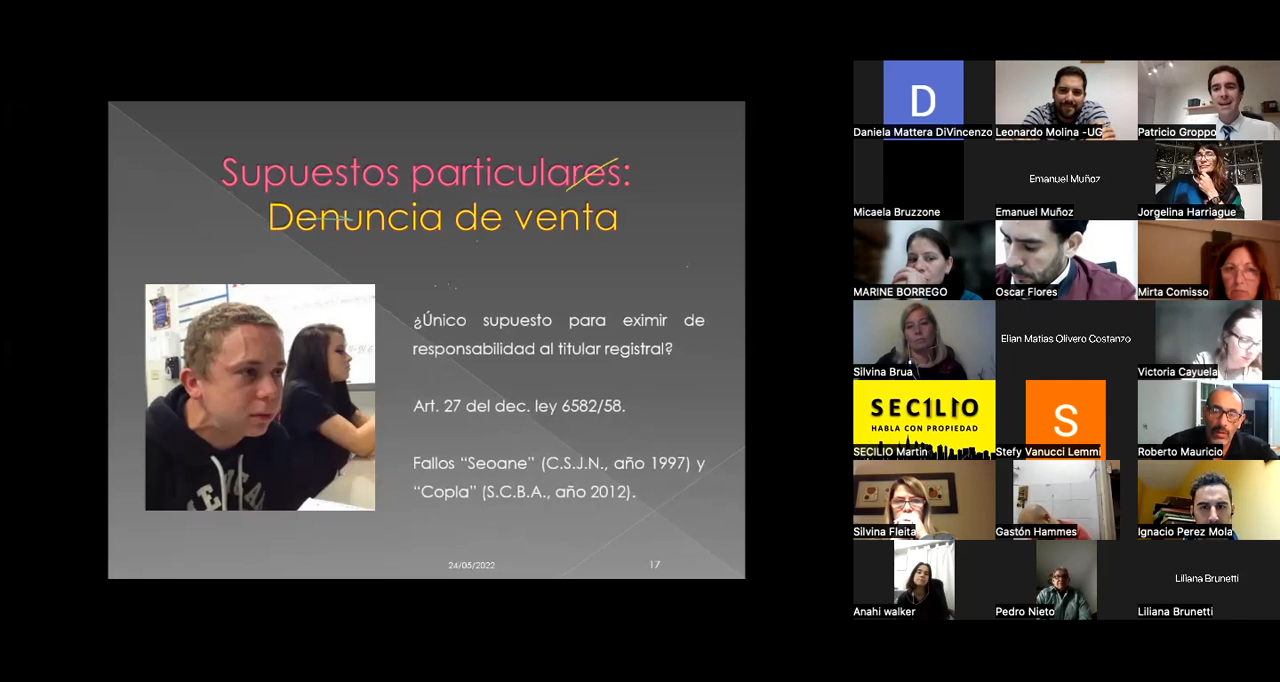 Supuestos particulares:
Denuncia de venta
¿Único supuesto para eximir de
responsabilidad al titular registral?
Art. 27 del dec. ley 6582/58.
Fallos “Seoane” (C.S.J.N., año 1997) y
“Copla” (S.C.B.A., año 2012).
24/05/2022
17
D
Daniela Mattera DiVincenzo
Leonardo Molina -UG
Patricio Groppo
Micaela Bruzzone
Emanuel Muñoz
Emanuel Muñoz
Jorgelina Harriague
MARINE BORREGO
Oscar Flores
Mirta Comisso
Silvina Brua
Elian Matias Olivero Costanzo
Victoria Cayuela
SEC1LIO
HABLA CON PROPIEDAD
SECILIO Martin
S
Stefy Vanucci Lemmi
Roberto Mauricio
Silvina Fleita
Gastón Hammes
Ignacio Perez Mola
Anahi walker
Pedro Nieto
Liliana Brunetti
Liliana Brunetti